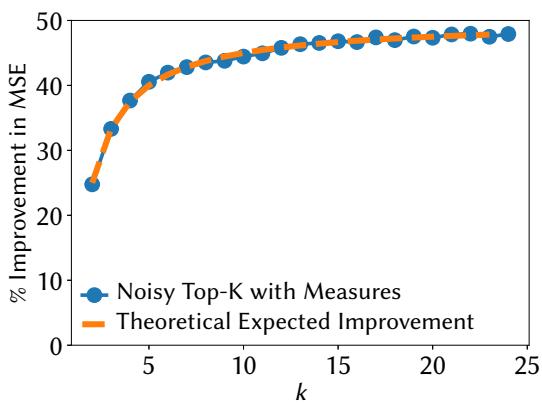 % Improvement in MSE
50
40
30
20
10
0
Noisy Top-K with Measures
Theoretical Expected Improvement
5 10 15 20 25
k